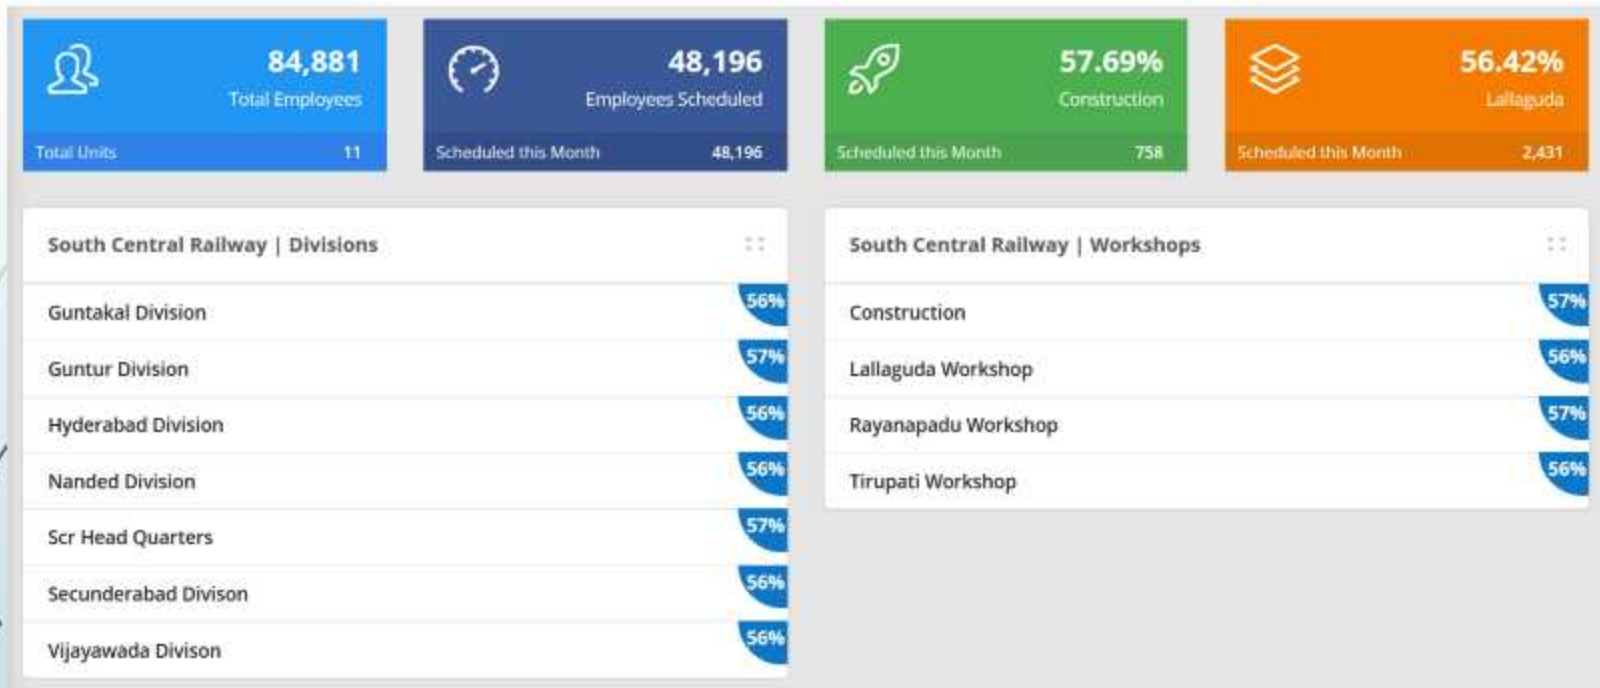 84,881
Total Employees
Total Units 11
48,196
Employees Scheduled
Scheduled this Month 48,196
57.69%
Construction
Scheduled this Month 758
56.42%
Lallaguda
Scheduled this Month 2,431
South Central Railway | Divisions
Guntakal Division 56%
Guntur Division 57%
Hyderabad Division 56%
Nanded Division 56%
Scr Head Quarters 57%
Secunderabad Divison 56%
Vijayawada Divison 56%
South Central Railway | Workshops
Construction 57%
Lallaguda Workshop 56%
Rayanapadu Workshop 57%
Tirupati Workshop 56%